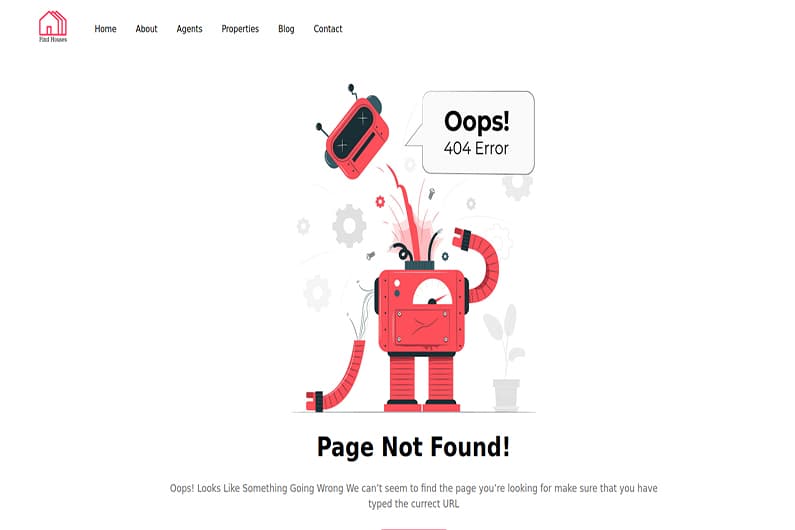 Find Houses
Home About Agents Properties Blog Contact
Oops!
404 Error
Page Not Found!
Oops! Looks Like Something Going Wrong We can't seem to find the page you're looking for make sure that you have
typed the currect URL